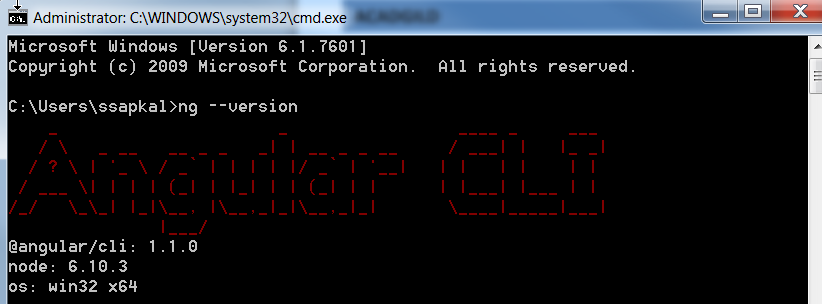 Administrator: C:\WINDOWS\system32\cmd.exe
ACADGILD
Microsoft Windows [Version 6.1.7601]
Copyright (c) 2009 Microsoft Corporation.  All rights reserved.
C:\Users\ssapkal>ng --version
Angular CLI
@angular/cli: 1.1.0
node: 6.10.3
os: win32 x64